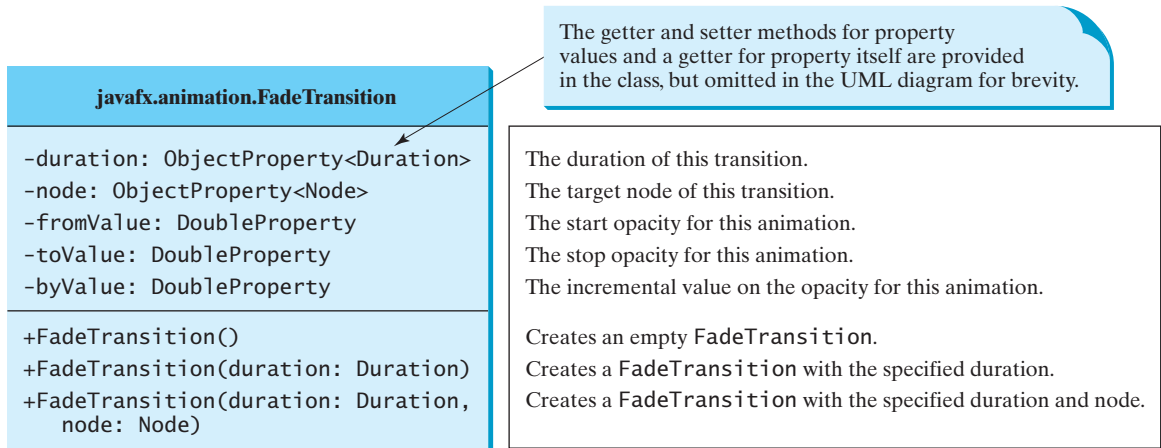 The getter and setter methods for property
values and a getter for property itself are provided
in the class, but omitted in the UML diagram for brevity.
javafx.animation.FadeTransition
-duration: ObjectProperty<Duration>
The duration of this transition.
-node: ObjectProperty<Node>
The target node of this transition.
-fromValue: DoubleProperty
The start opacity for this animation.
-toValue: DoubleProperty
The stop opacity for this animation.
-byValue: DoubleProperty
The incremental value on the opacity for this animation.
+FadeTransition()
Creates an empty FadeTransition.
+FadeTransition(duration: Duration)
Creates a FadeTransition with the specified duration.
+FadeTransition(duration: Duration,
node: Node)
Creates a FadeTransition with the specified duration and node.